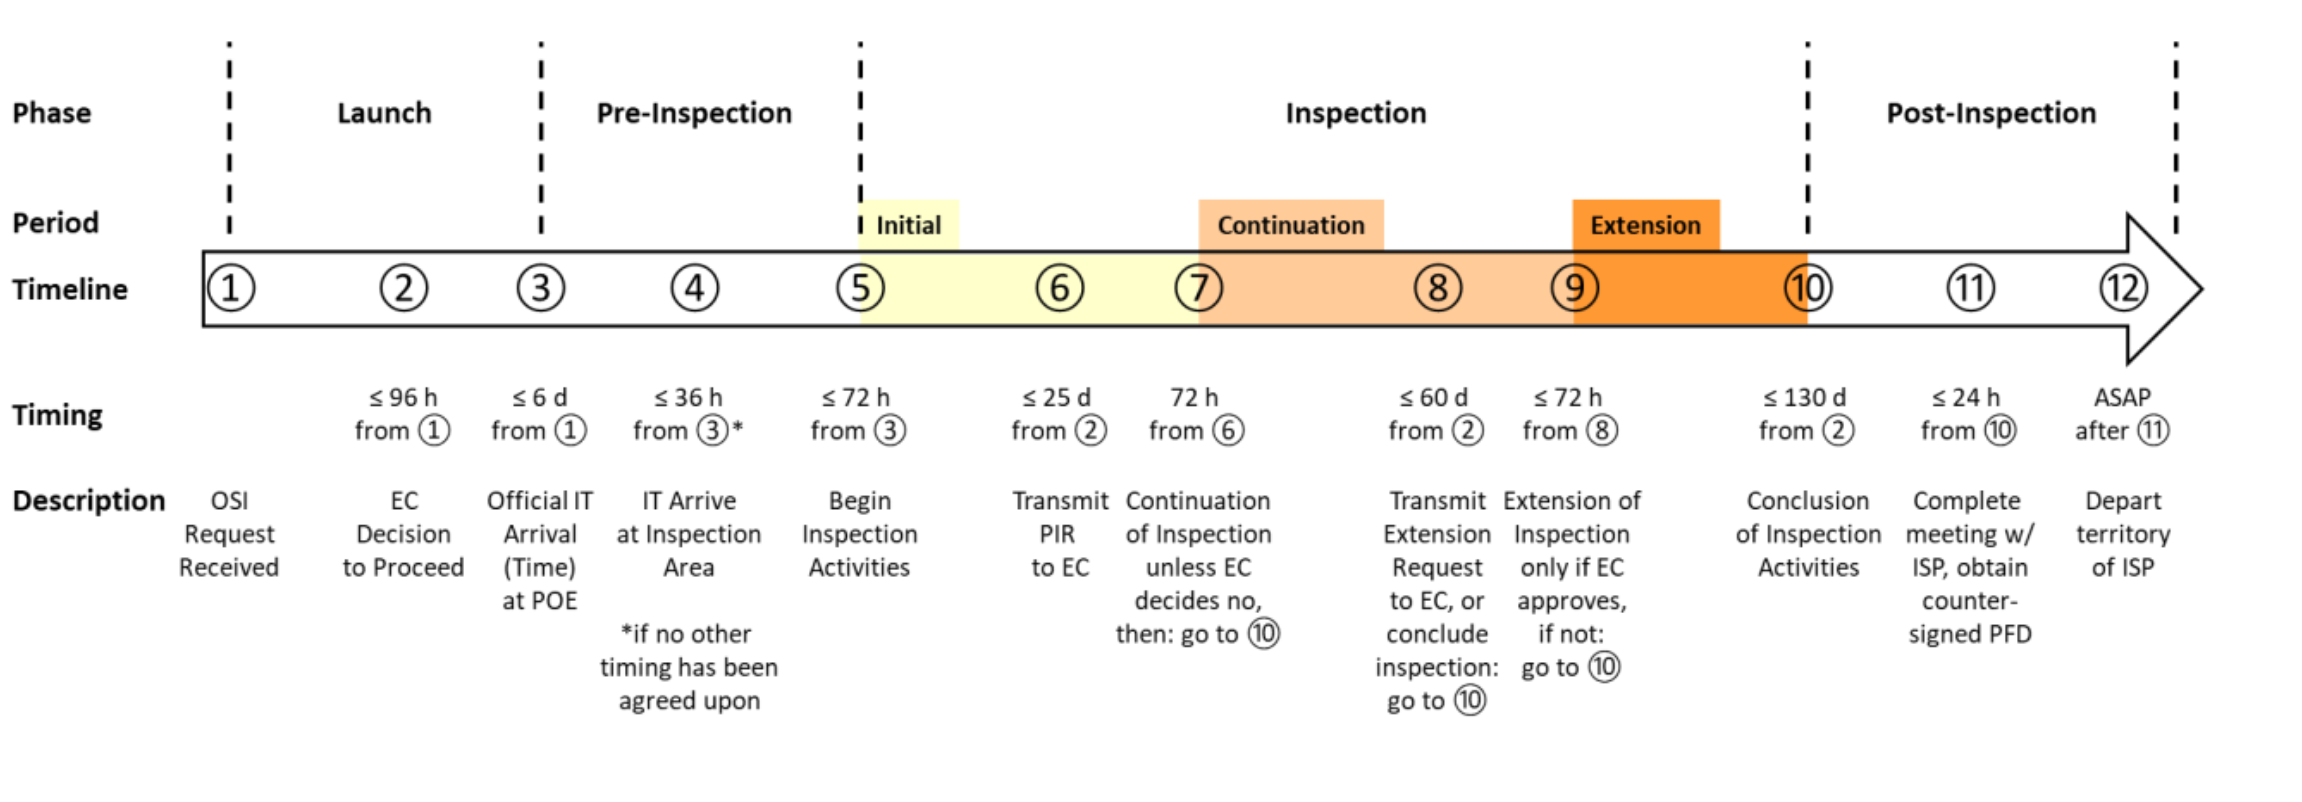 Phase Launch Pre-Inspection Inspection Post-Inspection
Period Initial Continuation Extension
Timeline ① ② ③ ④ ⑤ ⑥ ⑦ ⑧ ⑨ ⑩ ⑪ ⑫
Timing
≤ 96 h
from ①
≤ 6 d
from ①
≤ 36 h
from ③*
≤ 72 h
from ③
≤ 25 d
from ②
72 h
from ⑥
≤ 60 d
from ②
≤ 72 h
from ⑧
≤ 130 d
from ②
≤ 24 h
from ⑩
ASAP
after ⑪
Description
OSI
Request
Received
EC
Decision
to Proceed
Official IT
Arrival
(Time)
at POE
IT Arrive
at Inspection
Area
*if no other
timing has been
agreed upon
Begin
Inspection
Activities
Transmit
PIR
to EC
Continuation
of Inspection
unless EC
decides no,
then: go to ⑩
Transmit
Extension
Request
to EC, or
conclude
inspection:
go to ⑩
Extension of
Inspection
only if EC
approves,
if not:
go to ⑩
Conclusion
of Inspection
Activities
Complete
meeting w/
ISP, obtain
counter-
signed PFD
Depart
territory
of ISP